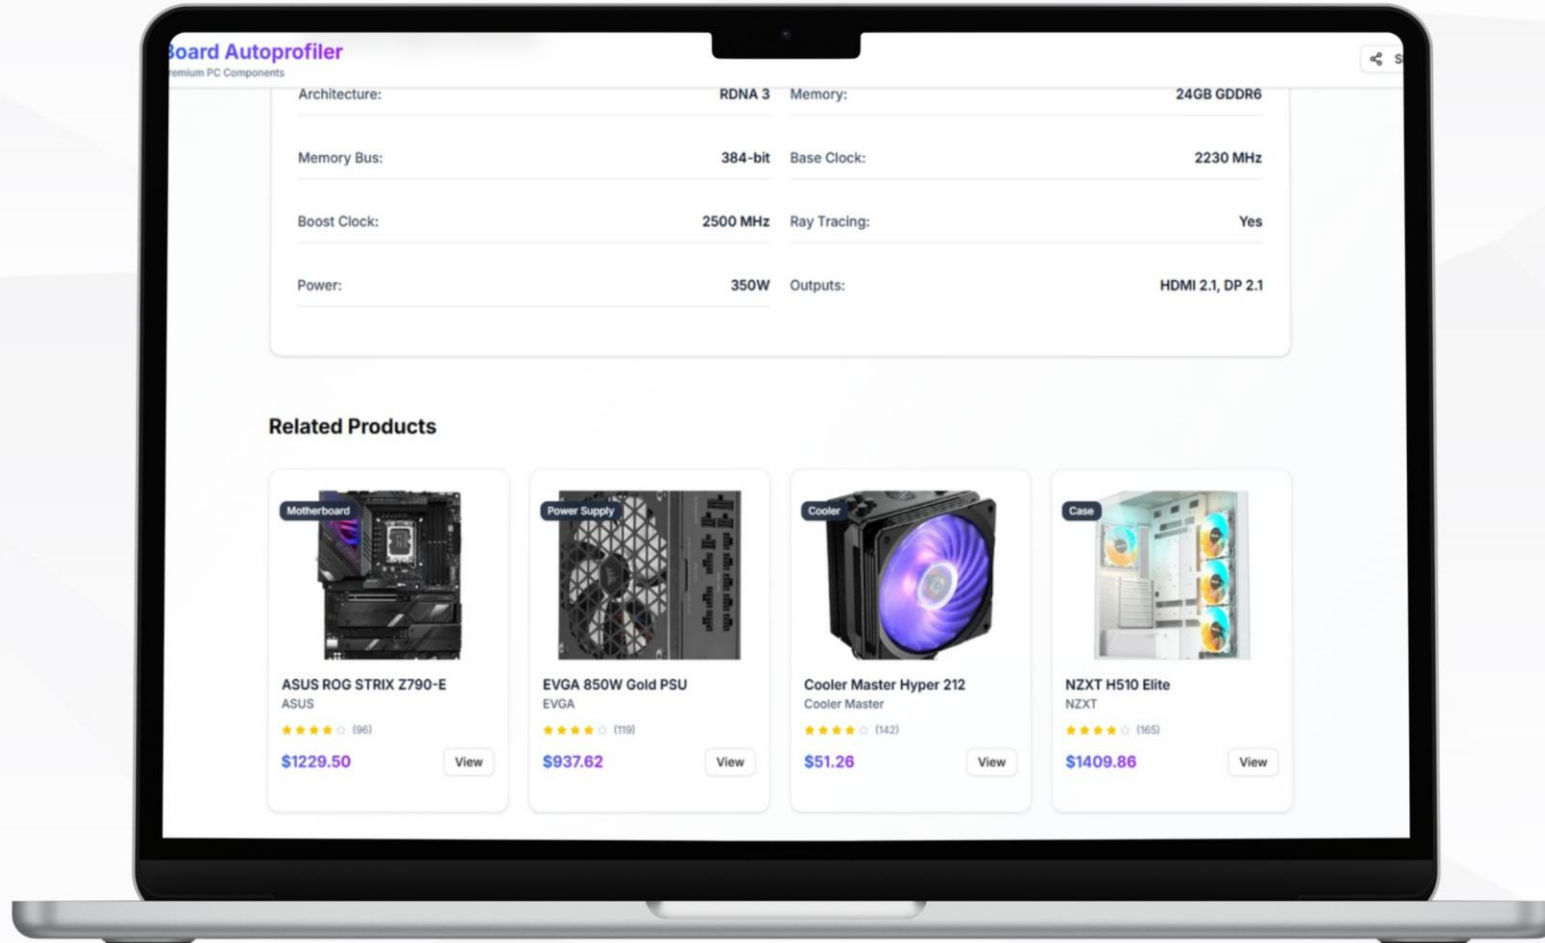 Board Autoprofiler
remium PC Components
Architecture: RDNA 3 Memory: 24GB GDDR6
Memory Bus: 384-bit Base Clock: 2230 MHz
Boost Clock: 2500 MHz Ray Tracing: Yes
Power: 350W Outputs: HDMI 2.1, DP 2.1
Related Products
Motherboard Power Supply Cooler Case
ASUS ROG STRIX Z790-E EVGA 850W Gold PSU Cooler Master Hyper 212 NZXT H510 Elite
ASUS EVGA Cooler Master NZXT
(96) (119) (142) (165)
$1229.50 View $937.62 View $51.26 View $1409.86 View